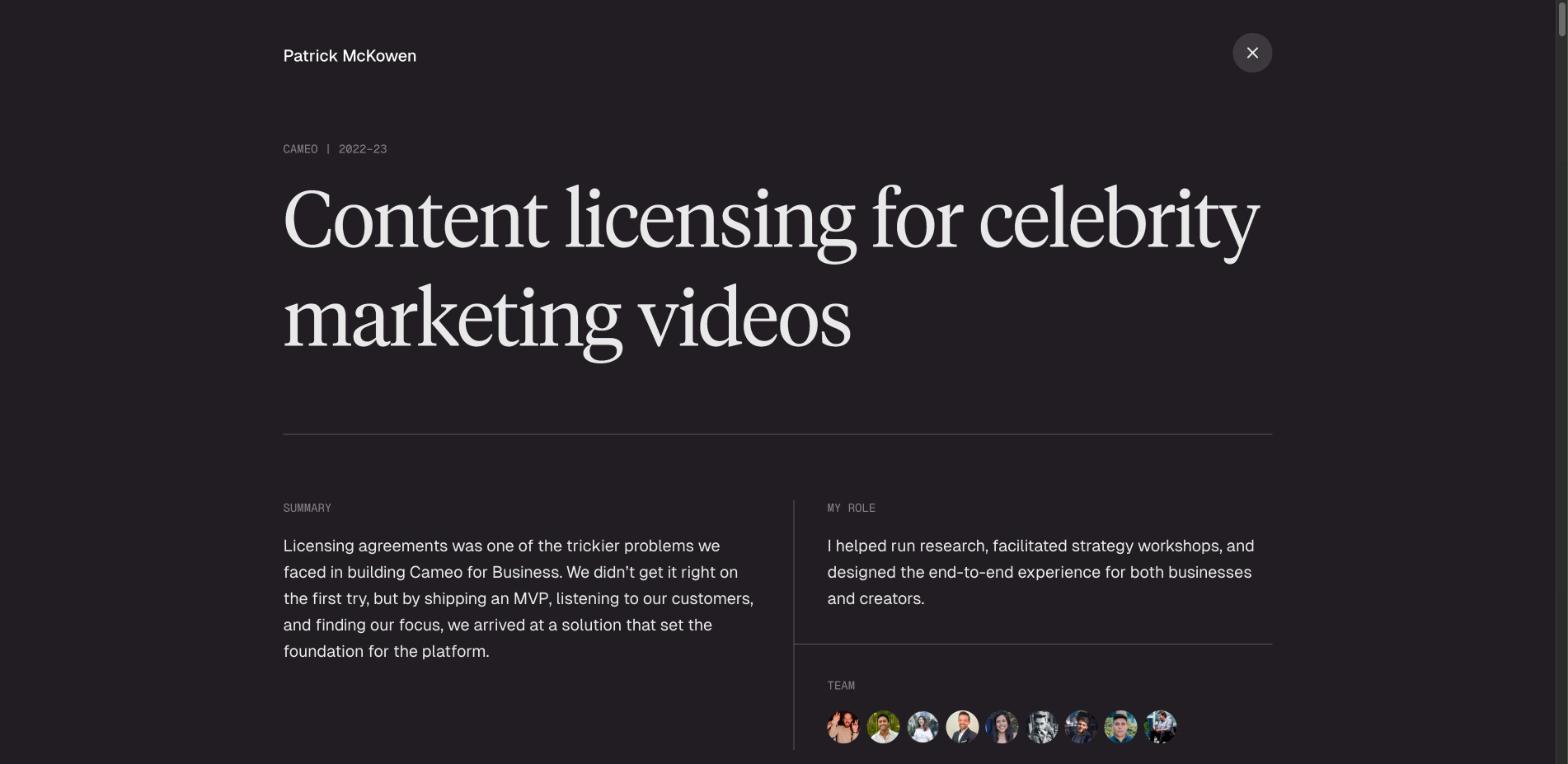 Patrick McKowen
CAMEO | 2022–23
Content licensing for celebrity
marketing videos
SUMMARY
Licensing agreements was one of the trickier problems we
faced in building Cameo for Business. We didn’t get it right on
the first try, but by shipping an MVP, listening to our customers,
and finding our focus, we arrived at a solution that set the
foundation for the platform.
MY ROLE
I helped run research, facilitated strategy workshops, and
designed the end-to-end experience for both businesses
and creators.
TEAM